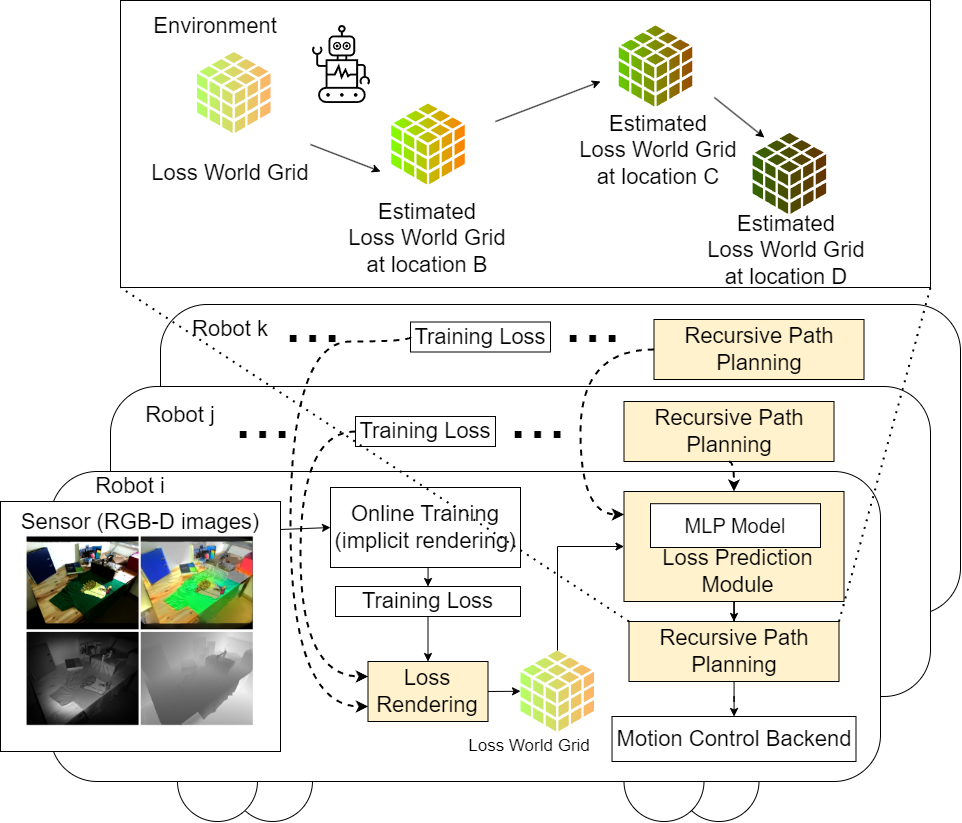 Environment
Loss World Grid
Estimated
Loss World Grid
at location B
Estimated
Loss World Grid
at location C
Estimated
Loss World Grid
at location D
Robot k
Training Loss
Recursive Path
Planning
Robot j
Training Loss
Recursive Path
Planning
Robot i
Sensor (RGB-D images)
Online Training
(implicit rendering)
Training Loss
Loss
Rendering
Loss World Grid
MLP Model
Loss Prediction
Module
Recursive Path
Planning
Motion Control Backend